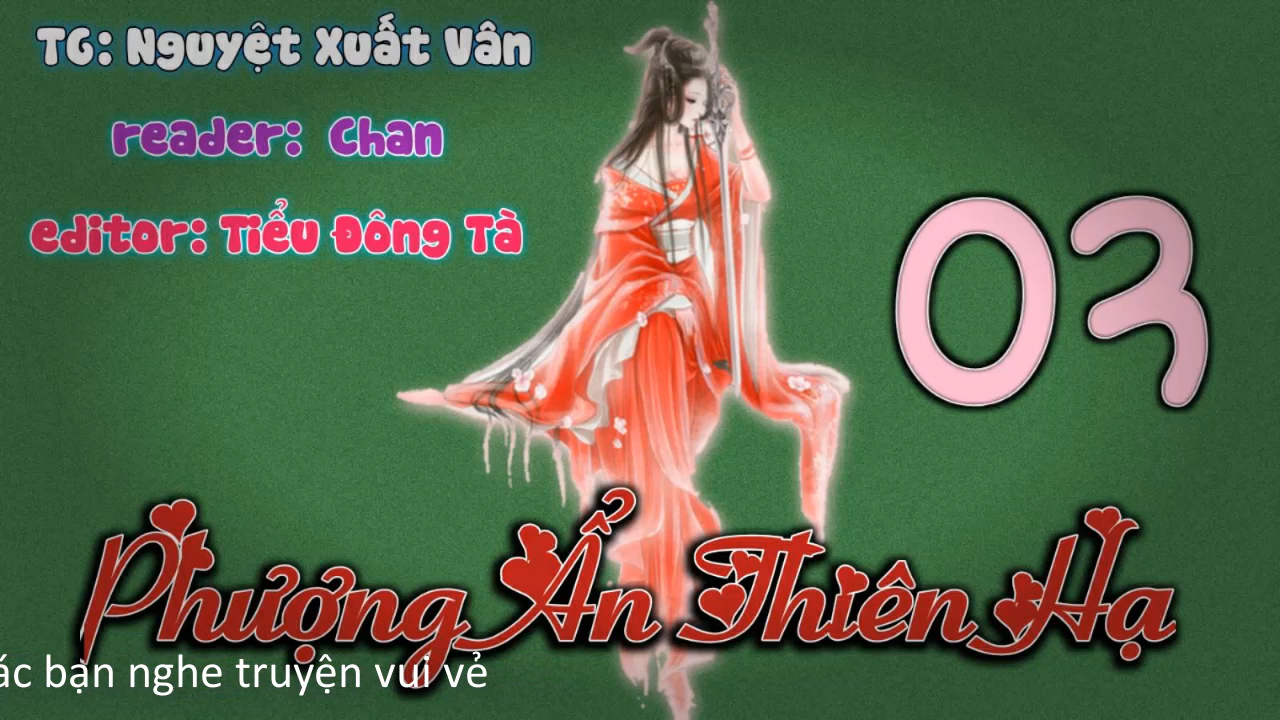 TG: Nguyệt Xuất Vân
reader: Chan
editor: Tiểu Đông Tà
03
Phượng Ẩn Thiên Hạ
ác bạn nghe truyện vui vẻ